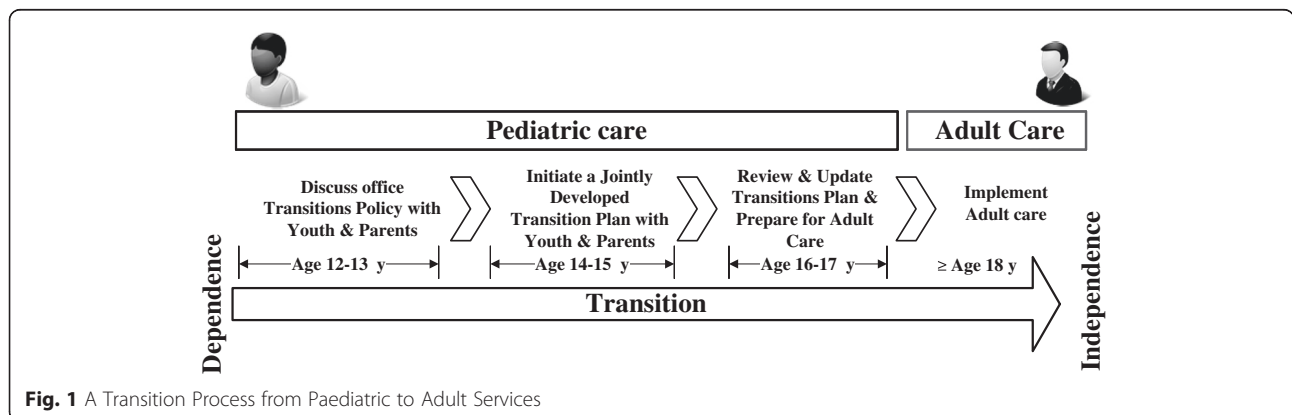 Pediatric care
Adult Care
Discuss office
Transitions Policy with
Youth & Parents
Age 12-13 y
Initiate a Jointly
Developed
Transition Plan with
Youth & Parents
Age 14-15 y
Review & Update
Transitions Plan &
Prepare for Adult
Care
Age 16-17 y
Implement
Adult care
≥ Age 18 y
Dependence
Transition
Independence
Fig. 1 A Transition Process from Paediatric to Adult Services